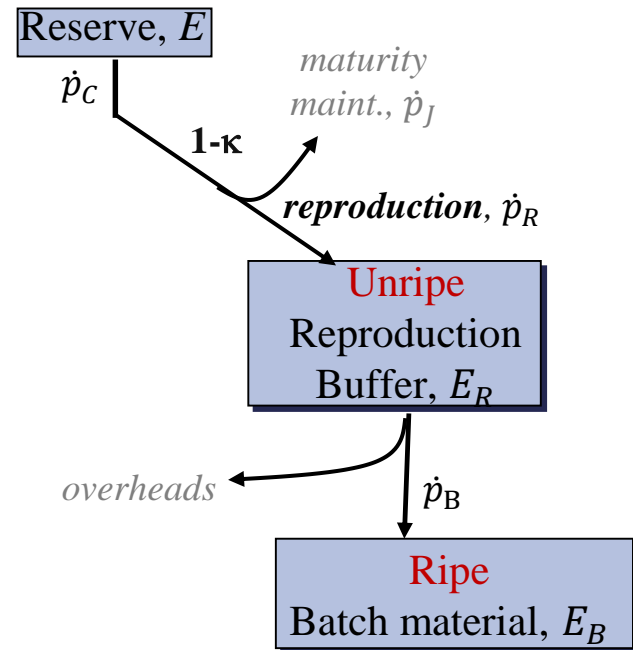 Reserve, E
ṗ_C
maturity
maint., ṗ_J
1-κ
reproduction, ṗ_R
Unripe
Reproduction
Buffer, E_R
overheads
ṗ_B
Ripe
Batch material, E_B